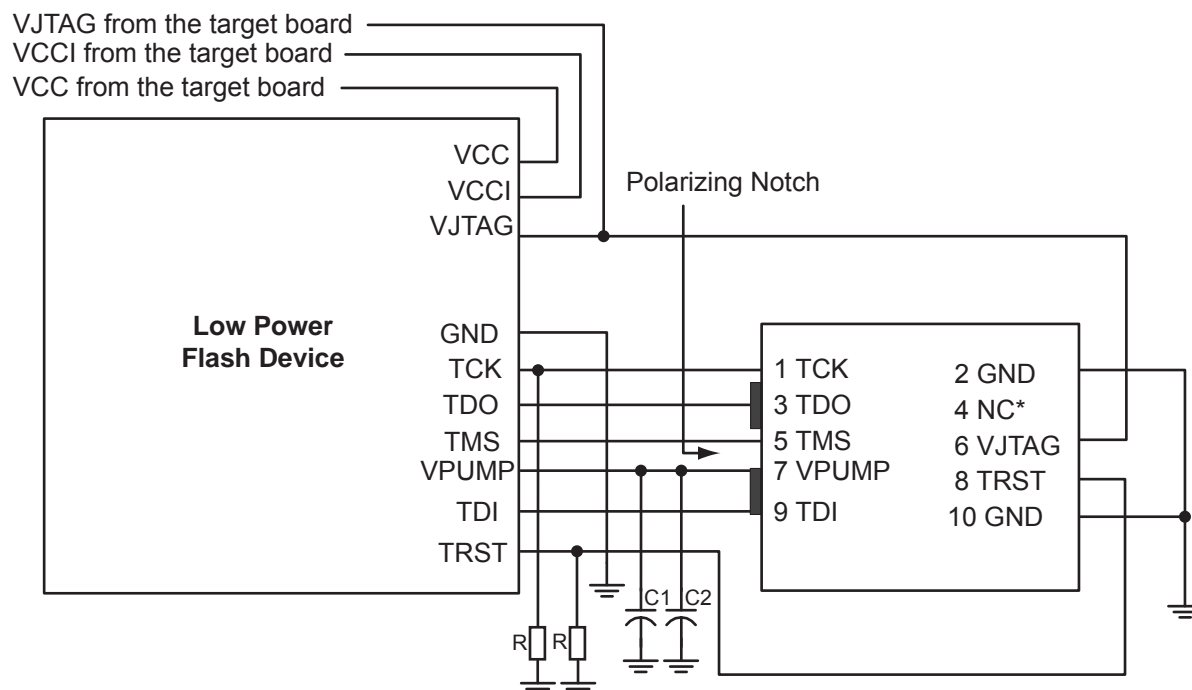 VJTAG from the target board
VCCI from the target board
VCC from the target board
VCC
VCCI
VJTAG
Polarizing Notch
Low Power
Flash Device
GND
TCK
TDO
TMS
VPUMP
TDI
TRST
1 TCK
3 TDO
5 TMS
7 VPUMP
9 TDI
2 GND
4 NC*
6 VJTAG
8 TRST
10 GND
C1
C2
R
R